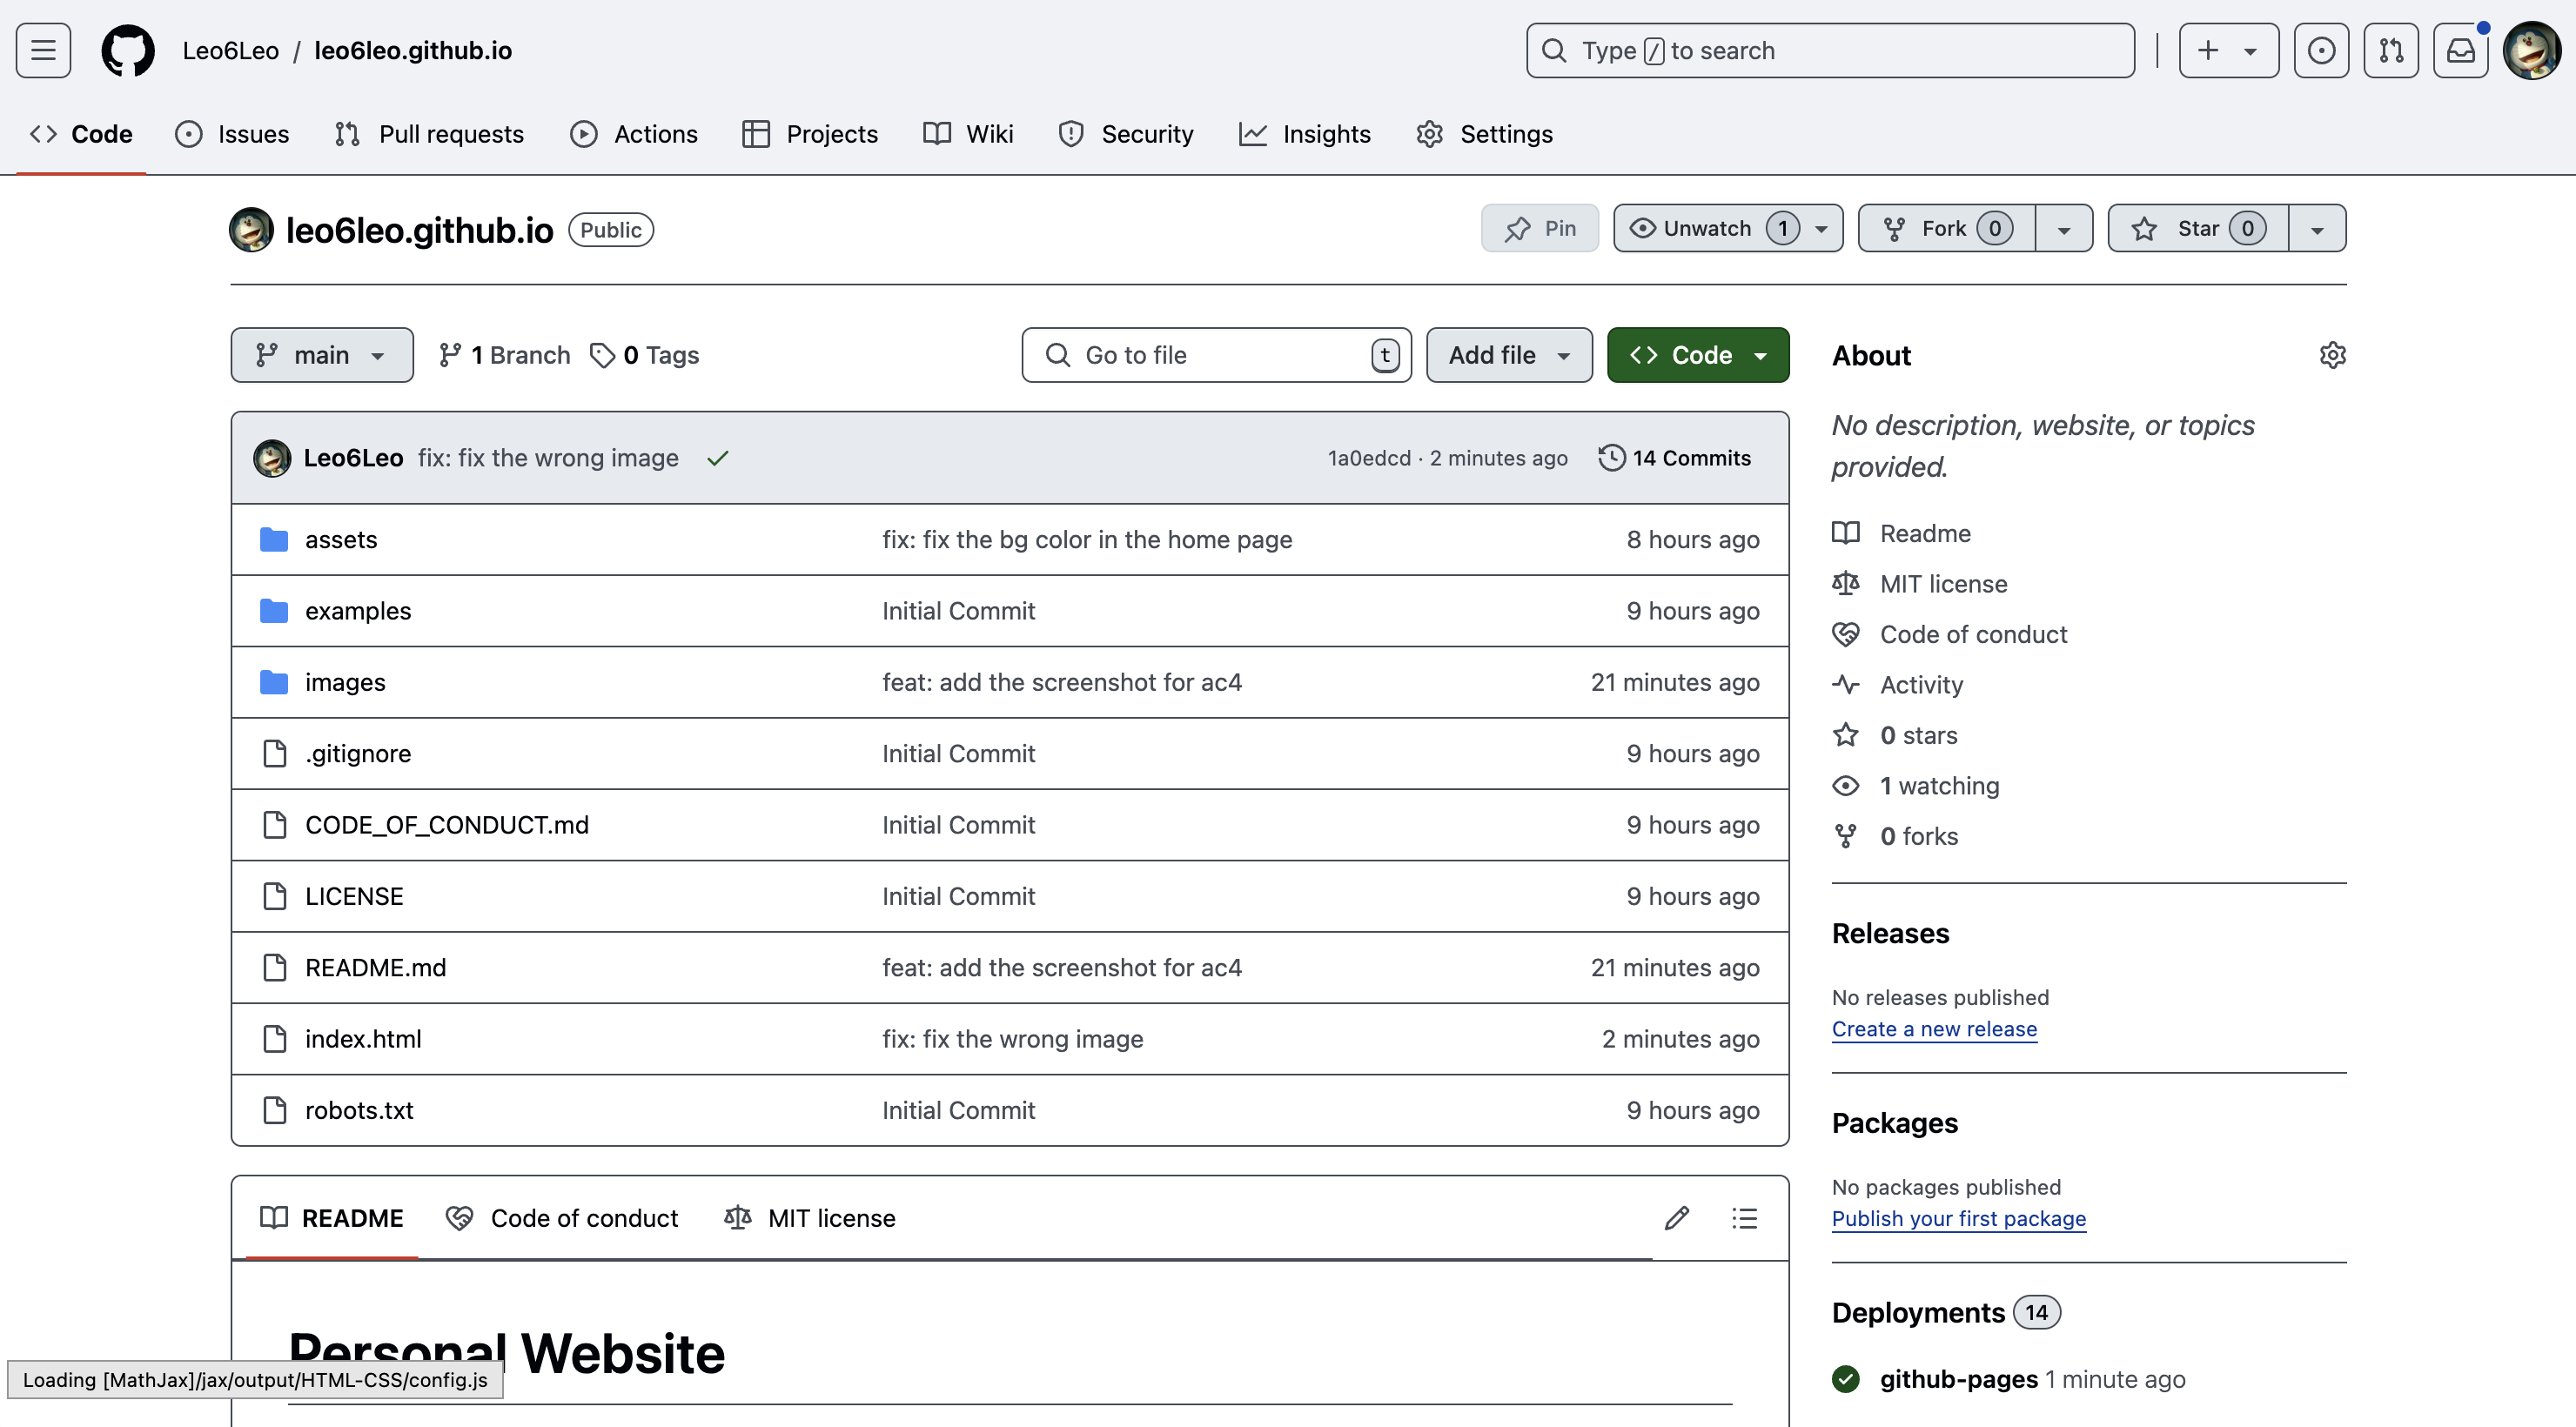 Leo6Leo / leo6leo.github.io
Type / to search
Code Issues Pull requests Actions Projects Wiki Security Insights Settings
leo6leo.github.io Public
Pin Unwatch 1 Fork 0 Star 0
main 1 Branch 0 Tags Go to file t Add file Code
Leo6Leo fix: fix the wrong image 1a0edcd · 2 minutes ago 14 Commits
assets fix: fix the bg color in the home page 8 hours ago
examples Initial Commit 9 hours ago
images feat: add the screenshot for ac4 21 minutes ago
.gitignore Initial Commit 9 hours ago
CODE_OF_CONDUCT.md Initial Commit 9 hours ago
LICENSE Initial Commit 9 hours ago
README.md feat: add the screenshot for ac4 21 minutes ago
index.html fix: fix the wrong image 2 minutes ago
robots.txt Initial Commit 9 hours ago
README Code of conduct MIT license
Personal Website
Loading [MathJax]/jax/output/HTML-CSS/config.js
About
No description, website, or topics
provided.
Readme
MIT license
Code of conduct
Activity
0 stars
1 watching
0 forks
Releases
No releases published
Create a new release
Packages
No packages published
Publish your first package
Deployments 14
github-pages 1 minute ago